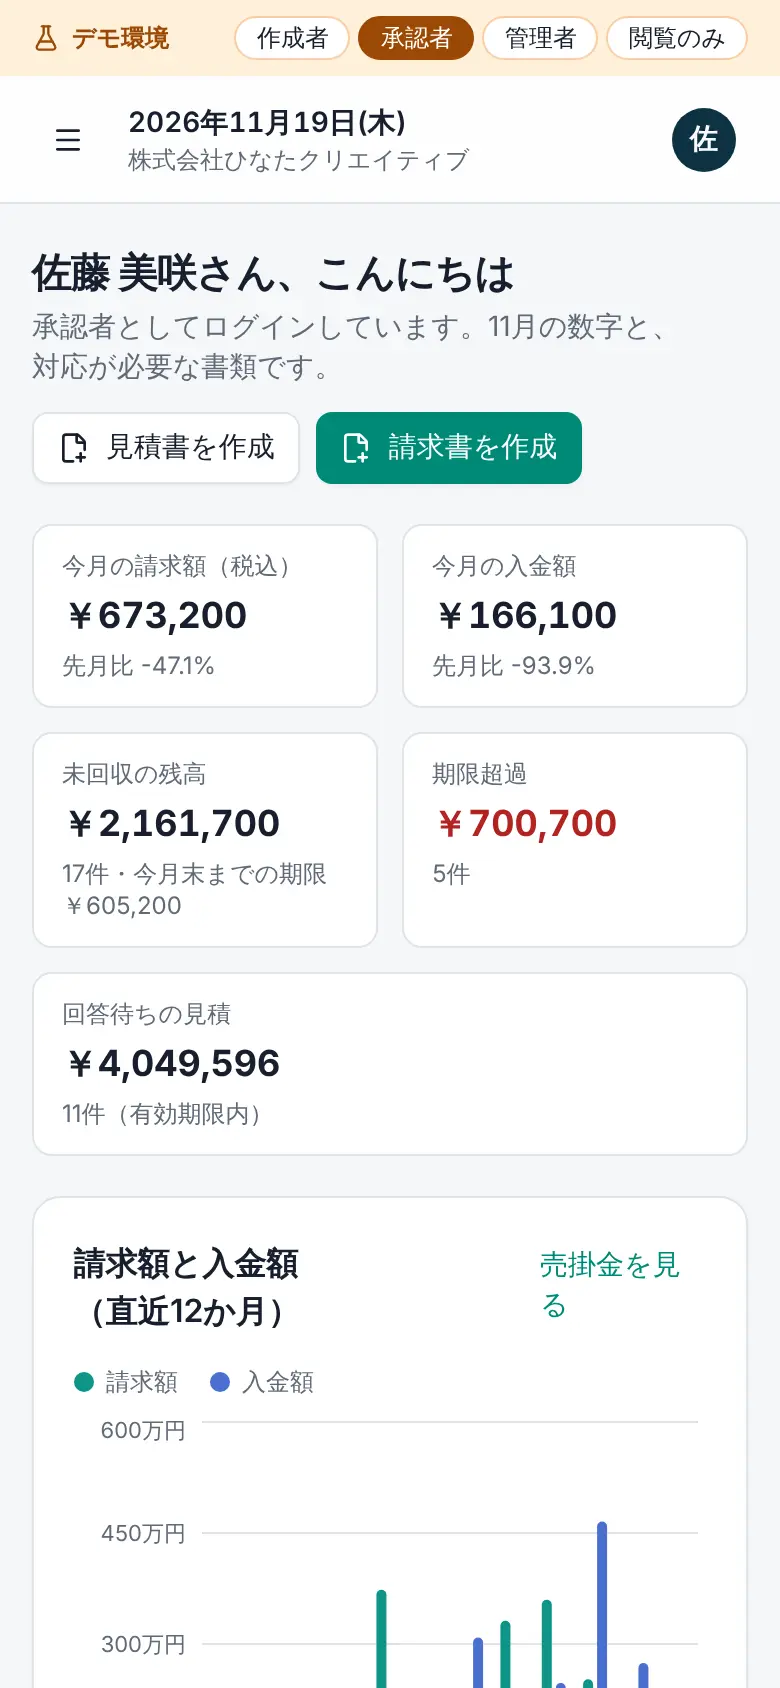 デモ環境
作成者
承認者
管理者
閲覧のみ
2026年11月19日(木)
株式会社ひなたクリエイティブ
佐
佐藤 美咲さん、こんにちは
承認者としてログインしています。11月の数字と、
対応が必要な書類です。
見積書を作成
請求書を作成
今月の請求額（税込）
￥673,200
先月比 -47.1%
今月の入金額
￥166,100
先月比 -93.9%
未回収の残高
￥2,161,700
17件・今月末までの期限
￥605,200
期限超過
￥700,700
5件
回答待ちの見積
￥4,049,596
11件（有効期限内）
請求額と入金額
（直近12か月）
売掛金を見
る
請求額
入金額
600万円
450万円
300万円